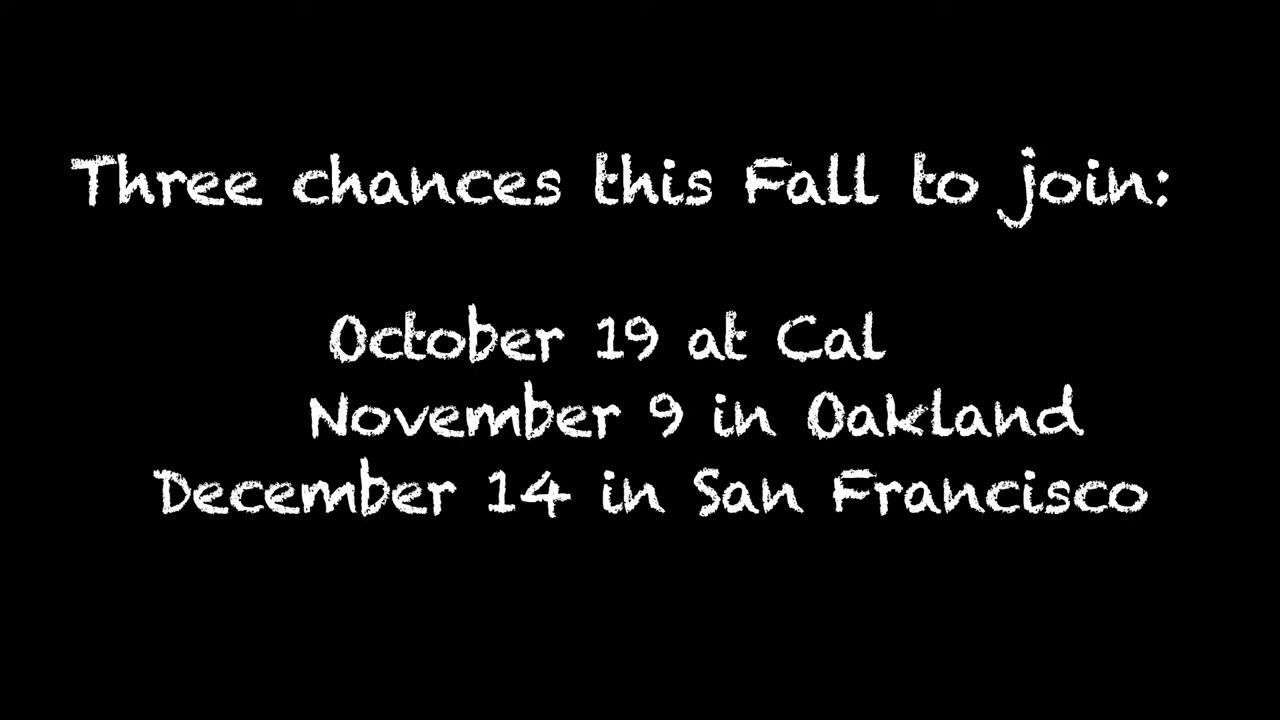 Three chances this Fall to join:
October 19 at Cal
November 9 in Oakland
December 14 in San Francisco